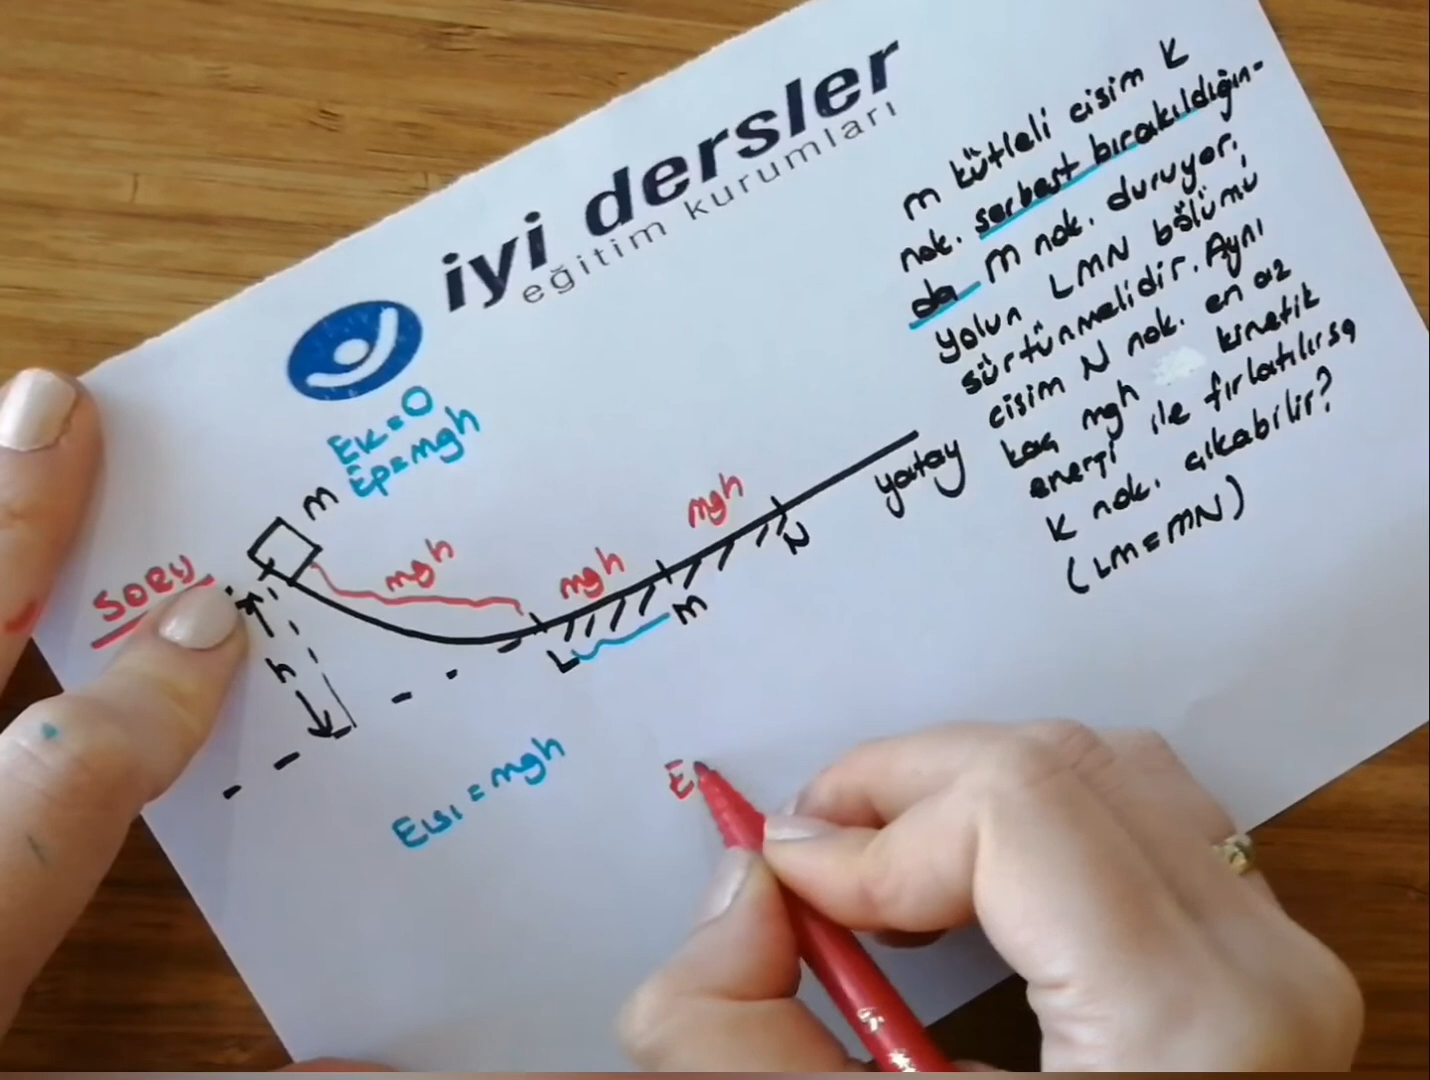 iyi dersler
eğitim kurumları
m kütleli cisim K
nok. serbest bırakıldığın-
da M nok. duruyor.
yolun LMN bölümü
sürtünmelidir. Aynı
cisim N nok. en az
kaç mgh kinetik
enerji ile fırlatılırsa
K nok. çıkabilir?
(LM=MN)
Ek=0
Ep=mgh
m
SORU
mgh
mgh
mgh
yatay
h
L
M
N
Eısı=mgh
E